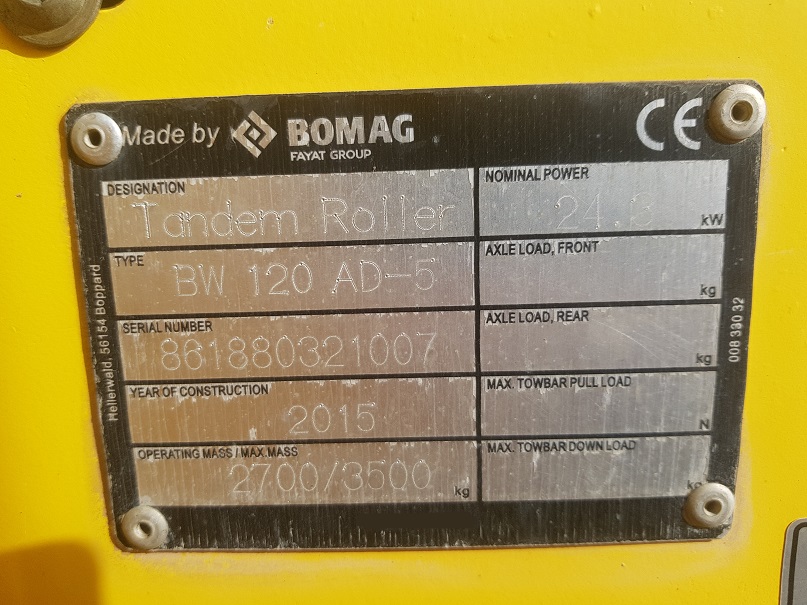 Made by BOMAG CE
FAYAT GROUP
DESIGNATION
Tandem Roller
NOMINAL POWER
kW
TYPE
BW 120 AD-5
AXLE LOAD, FRONT
kg
SERIAL NUMBER
861880321007
AXLE LOAD, REAR
kg
YEAR OF CONSTRUCTION
2015
MAX. TOWBAR PULL LOAD
N
OPERATING MASS / MAX.MASS
2700/3500 kg
MAX. TOWBAR DOWN LOAD
kg
Hellerwald, 56154 Boppard
008 330 32